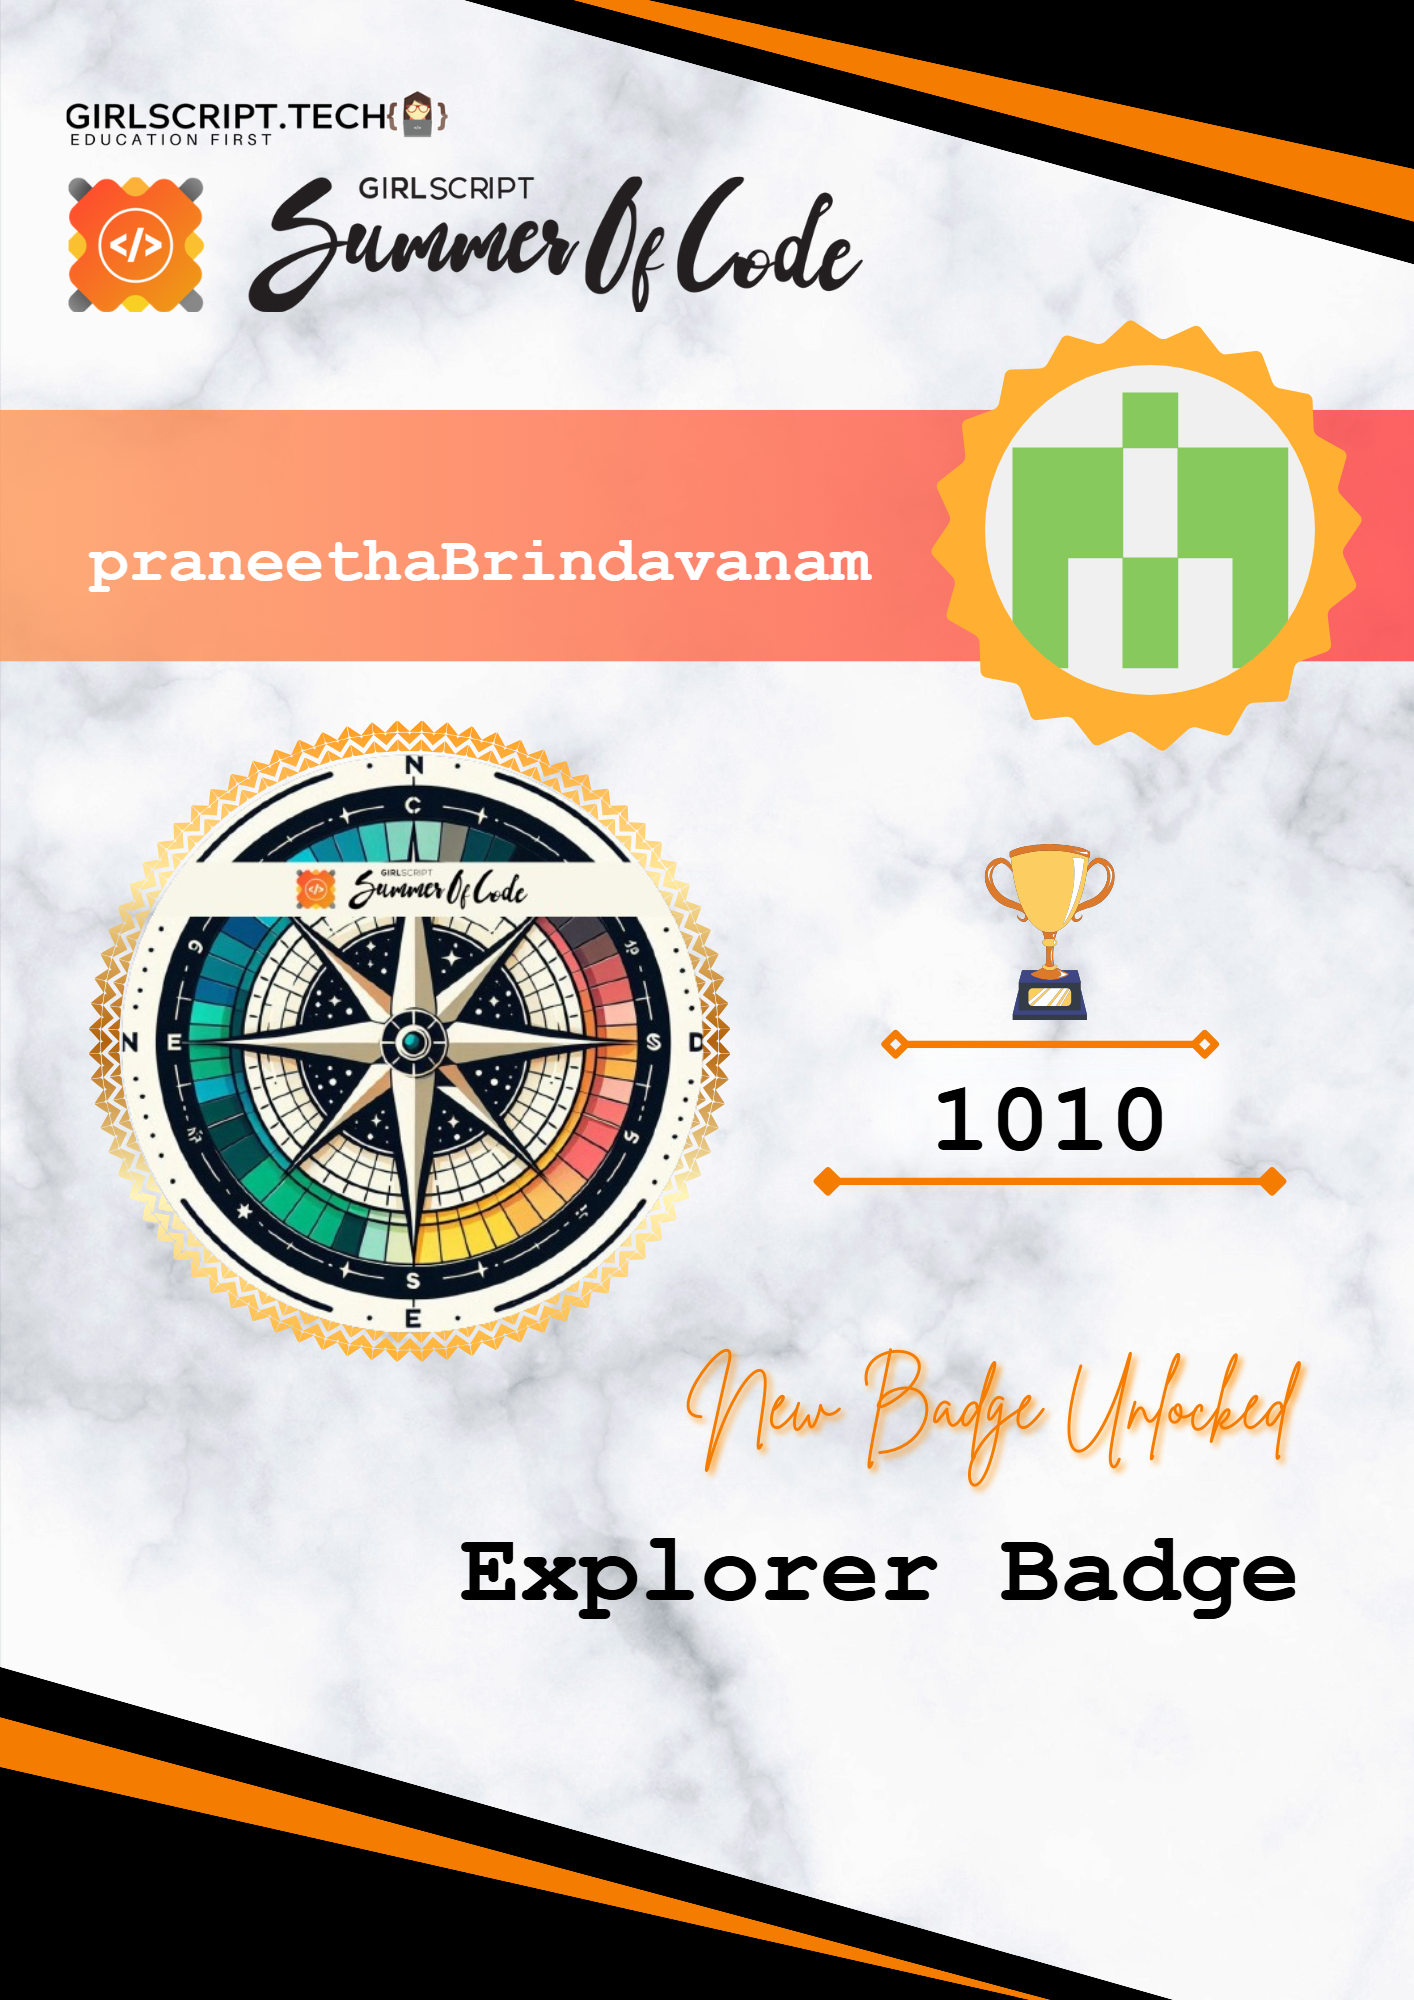 GIRLSCRIPT.TECH{ }
EDUCATION FIRST
</>
GIRLSCRIPT
Summer Of Code
praneethaBrindavanam
N
C
GIRLSCRIPT
</> Summer Of Code
N E S D
S
E
1010
New Badge Unlocked
Explorer Badge